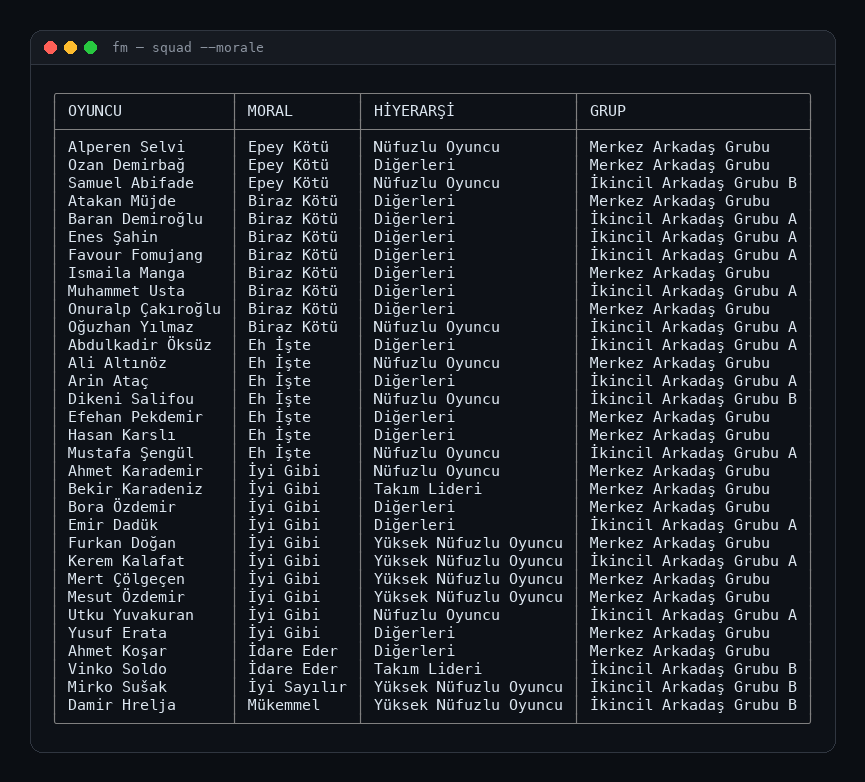 fm — squad --morale
OYUNCU MORAL HİYERARŞİ GRUP
Alperen Selvi Epey Kötü Nüfuzlu Oyuncu Merkez Arkadaş Grubu
Ozan Demirbağ Epey Kötü Diğerleri Merkez Arkadaş Grubu
Samuel Abifade Epey Kötü Nüfuzlu Oyuncu İkincil Arkadaş Grubu B
Atakan Müjde Biraz Kötü Diğerleri Merkez Arkadaş Grubu
Baran Demiroğlu Biraz Kötü Diğerleri İkincil Arkadaş Grubu A
Enes Şahin Biraz Kötü Diğerleri İkincil Arkadaş Grubu A
Favour Fomujang Biraz Kötü Diğerleri İkincil Arkadaş Grubu A
Ismaila Manga Biraz Kötü Diğerleri Merkez Arkadaş Grubu
Muhammet Usta Biraz Kötü Diğerleri İkincil Arkadaş Grubu A
Onuralp Çakıroğlu Biraz Kötü Diğerleri Merkez Arkadaş Grubu
Oğuzhan Yılmaz Biraz Kötü Nüfuzlu Oyuncu İkincil Arkadaş Grubu A
Abdulkadir Öksüz Eh İşte Diğerleri İkincil Arkadaş Grubu A
Ali Altınöz Eh İşte Nüfuzlu Oyuncu Merkez Arkadaş Grubu
Arin Ataç Eh İşte Diğerleri İkincil Arkadaş Grubu A
Dikeni Salifou Eh İşte Nüfuzlu Oyuncu İkincil Arkadaş Grubu B
Efehan Pekdemir Eh İşte Diğerleri Merkez Arkadaş Grubu
Hasan Karslı Eh İşte Diğerleri Merkez Arkadaş Grubu
Mustafa Şengül Eh İşte Nüfuzlu Oyuncu İkincil Arkadaş Grubu A
Ahmet Karademir İyi Gibi Nüfuzlu Oyuncu Merkez Arkadaş Grubu
Bekir Karadeniz İyi Gibi Takım Lideri Merkez Arkadaş Grubu
Bora Özdemir İyi Gibi Diğerleri Merkez Arkadaş Grubu
Emir Dadük İyi Gibi Diğerleri İkincil Arkadaş Grubu A
Furkan Doğan İyi Gibi Yüksek Nüfuzlu Oyuncu Merkez Arkadaş Grubu
Kerem Kalafat İyi Gibi Yüksek Nüfuzlu Oyuncu İkincil Arkadaş Grubu A
Mert Çölgeçen İyi Gibi Yüksek Nüfuzlu Oyuncu Merkez Arkadaş Grubu
Mesut Özdemir İyi Gibi Yüksek Nüfuzlu Oyuncu Merkez Arkadaş Grubu
Utku Yuvakuran İyi Gibi Nüfuzlu Oyuncu İkincil Arkadaş Grubu A
Yusuf Erata İyi Gibi Diğerleri Merkez Arkadaş Grubu
Ahmet Koşar İdare Eder Diğerleri Merkez Arkadaş Grubu
Vinko Soldo İdare Eder Takım Lideri İkincil Arkadaş Grubu B
Mirko Sušak İyi Sayılır Yüksek Nüfuzlu Oyuncu İkincil Arkadaş Grubu B
Damir Hrelja Mükemmel Yüksek Nüfuzlu Oyuncu İkincil Arkadaş Grubu B